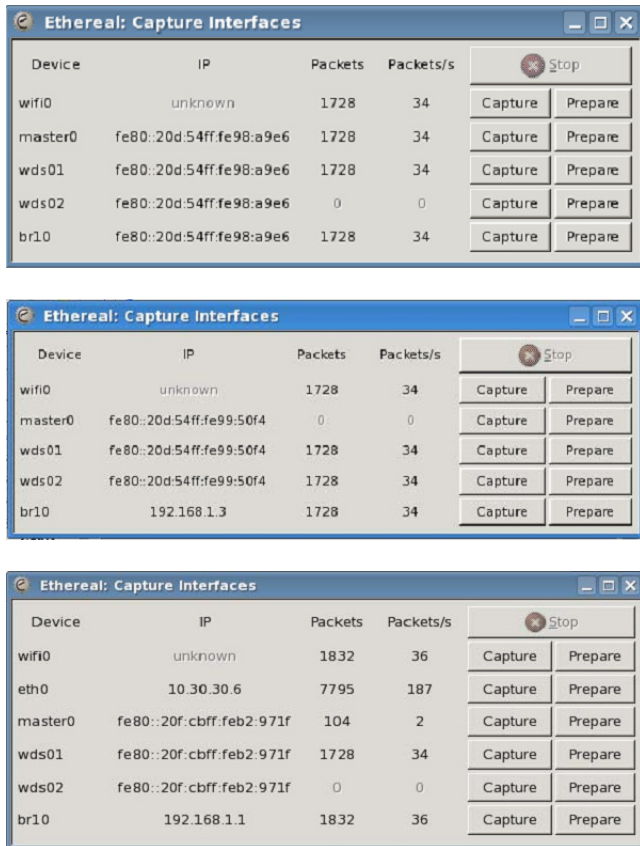 Ethereal: Capture Interfaces
Device IP Packets Packets/s Stop
wifi0 unknown 1728 34 Capture Prepare
master0 fe80::20d:54ff:fe98:a9e6 1728 34 Capture Prepare
wds01 fe80::20d:54ff:fe98:a9e6 1728 34 Capture Prepare
wds02 fe80::20d:54ff:fe98:a9e6 0 0 Capture Prepare
br10 fe80::20d:54ff:fe98:a9e6 1728 34 Capture Prepare
Ethereal: Capture Interfaces
Device IP Packets Packets/s Stop
wifi0 unknown 1728 34 Capture Prepare
master0 fe80::20d:54ff:fe99:50f4 0 0 Capture Prepare
wds01 fe80::20d:54ff:fe99:50f4 1728 34 Capture Prepare
wds02 fe80::20d:54ff:fe99:50f4 1728 34 Capture Prepare
br10 192.168.1.3 1728 34 Capture Prepare
Ethereal: Capture Interfaces
Device IP Packets Packets/s Stop
wifi0 unknown 1832 36 Capture Prepare
eth0 10.30.30.6 7795 187 Capture Prepare
master0 fe80::20f:cbff:feb2:971f 104 2 Capture Prepare
wds01 fe80::20f:cbff:feb2:971f 1728 34 Capture Prepare
wds02 fe80::20f:cbff:feb2:971f 0 0 Capture Prepare
br10 192.168.1.1 1832 36 Capture Prepare